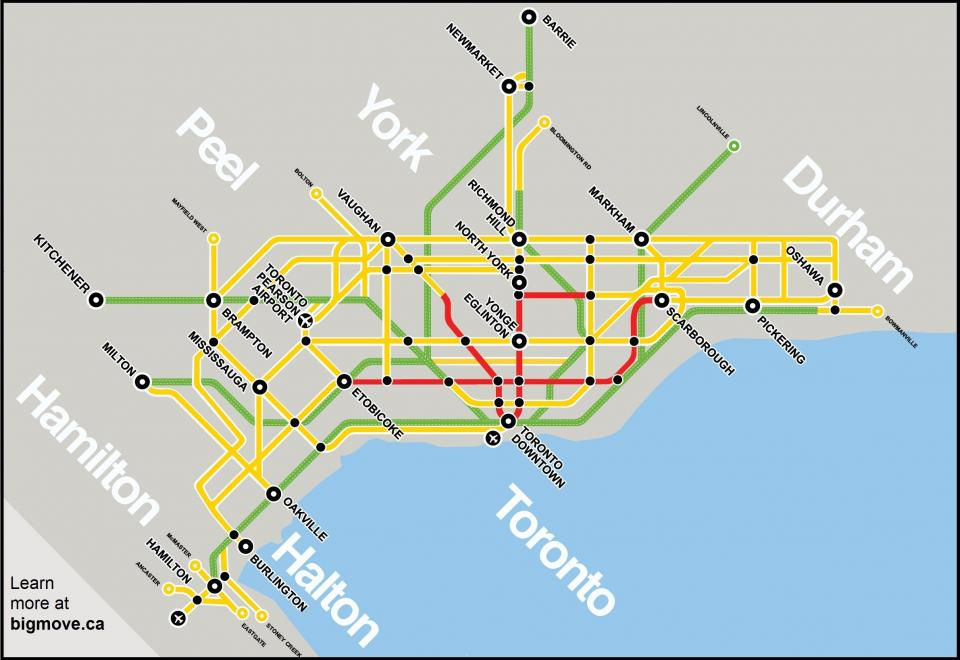 BARRIE
NEWMARKET
York
Peel
LINCOLNVILLE
BLOOMINGTON RD
Durham
BOLTON
MAYFIELD WEST
VAUGHAN
RICHMOND
HILL
MARKHAM
KITCHENER
NORTH YORK
OSHAWA
TORONTO
PEARSON
AIRPORT
YONGE
EGLINTON
BRAMPTON
SCARBOROUGH
PICKERING
BOWMANVILLE
MILTON
MISSISSAUGA
ETOBICOKE
Hamilton
TORONTO
DOWNTOWN
OAKVILLE
Toronto
Halton
McMASTER
HAMILTON
ANCASTER
BURLINGTON
EASTGATE
STONEY CREEK
Learn
more at
bigmove.ca